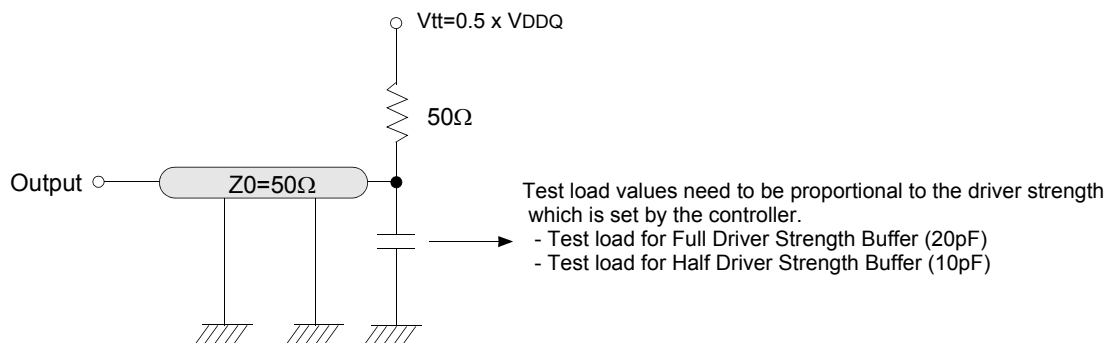 Vtt=0.5 x VDDQ
50Ω
Output
Z0=50Ω
Test load values need to be proportional to the driver strength
which is set by the controller.
- Test load for Full Driver Strength Buffer (20pF)
- Test load for Half Driver Strength Buffer (10pF)